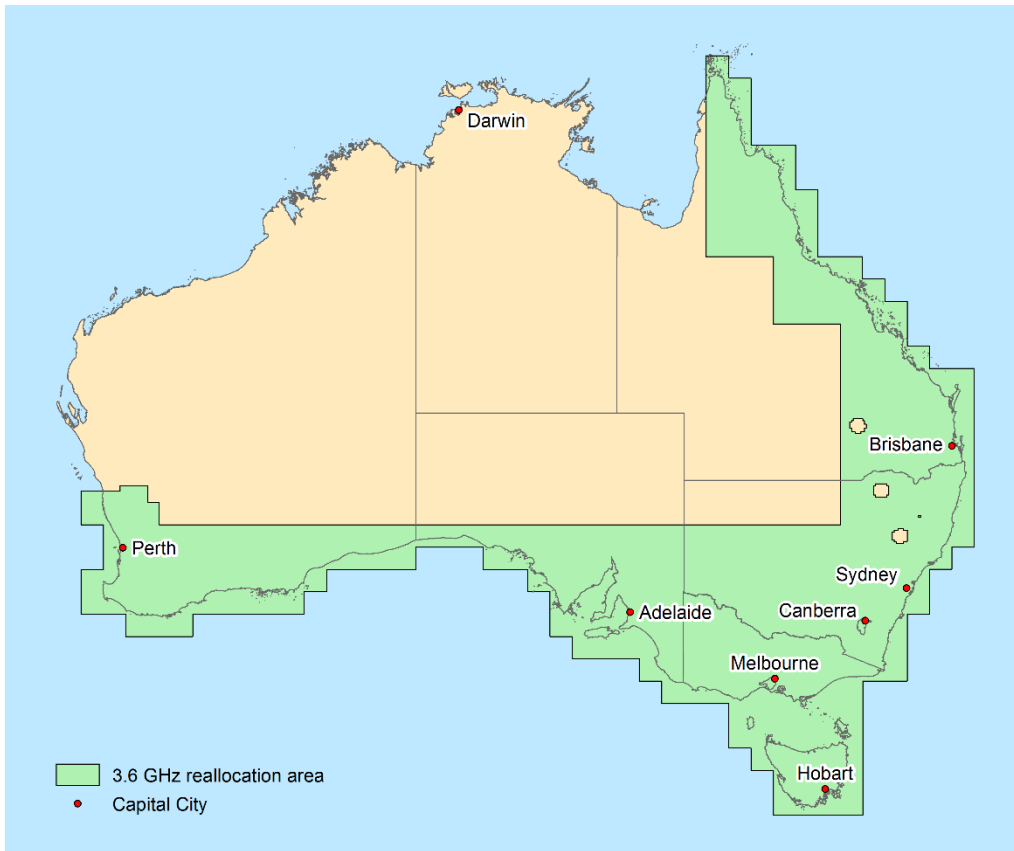 Darwin
Brisbane
Perth
Sydney
Adelaide
Canberra
Melbourne
Hobart
3.6 GHz reallocation area
Capital City